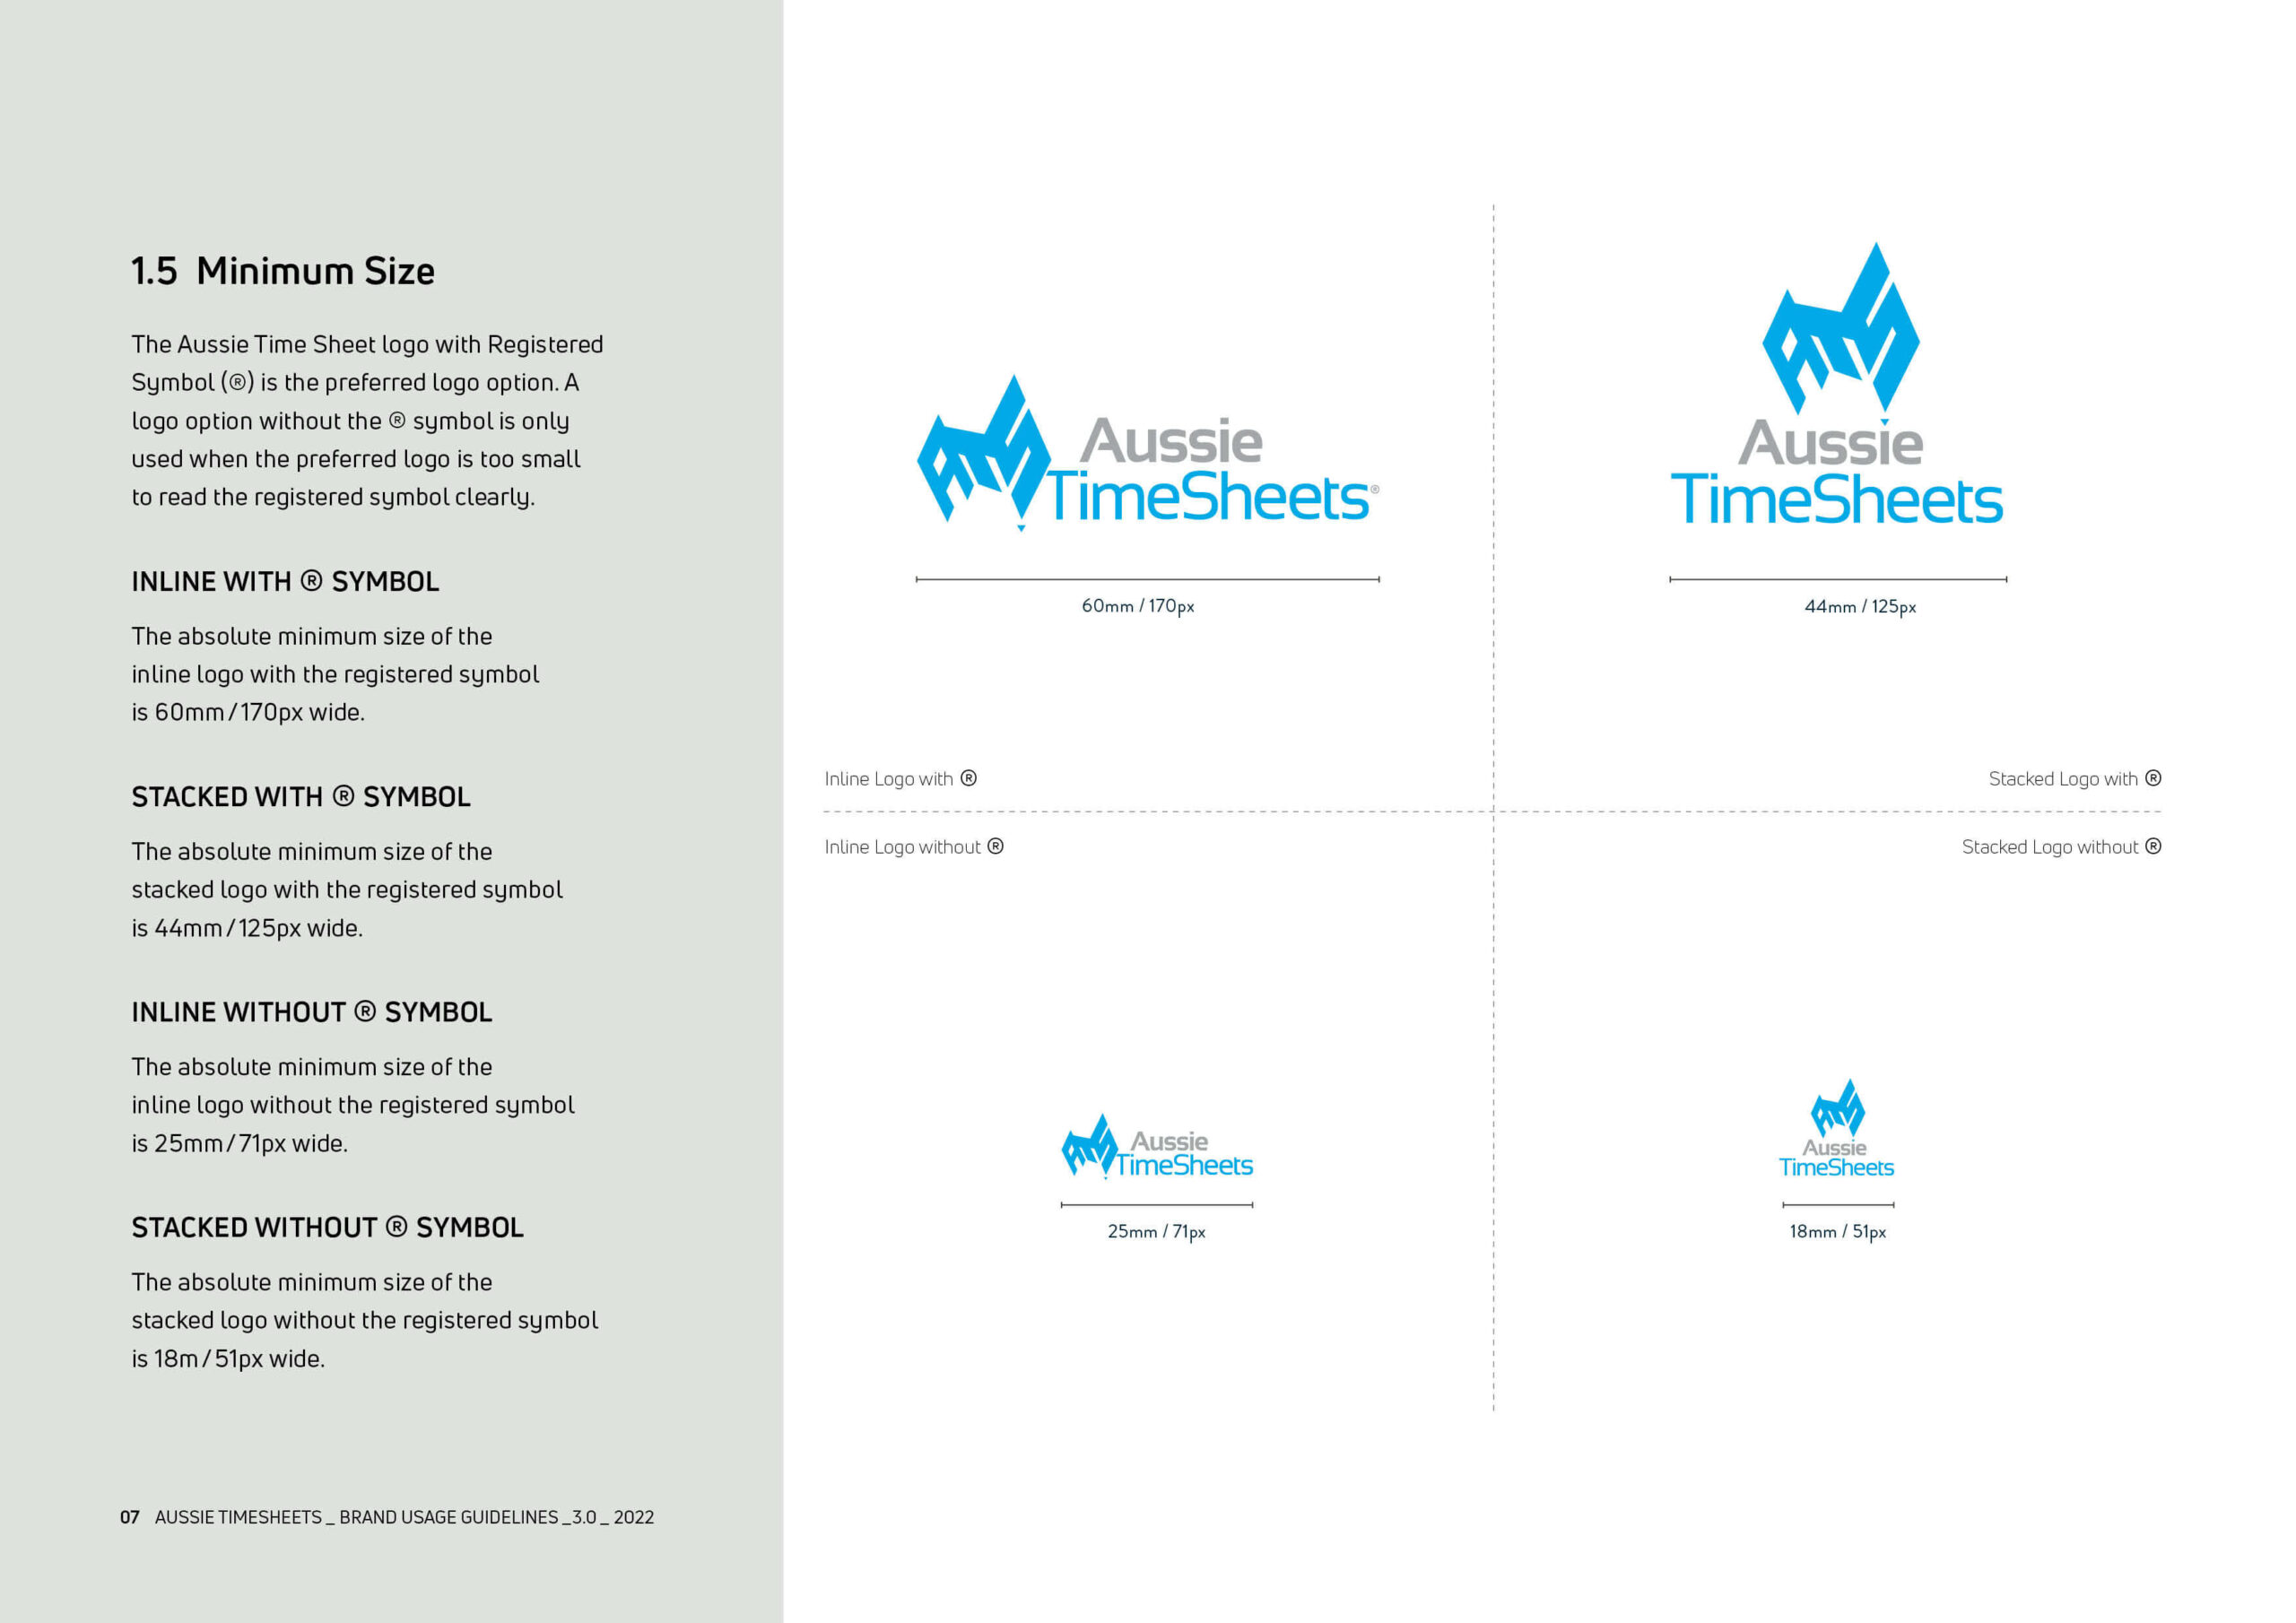 1.5 Minimum Size
The Aussie Time Sheet logo with Registered
Symbol (®) is the preferred logo option. A
logo option without the ® symbol is only
used when the preferred logo is too small
to read the registered symbol clearly.
INLINE WITH ® SYMBOL
The absolute minimum size of the
inline logo with the registered symbol
is 60mm/170px wide.
STACKED WITH ® SYMBOL
The absolute minimum size of the
stacked logo with the registered symbol
is 44mm/125px wide.
INLINE WITHOUT ® SYMBOL
The absolute minimum size of the
inline logo without the registered symbol
is 25mm/71px wide.
STACKED WITHOUT ® SYMBOL
The absolute minimum size of the
stacked logo without the registered symbol
is 18m/51px wide.
07 AUSSIE TIMESHEETS _ BRAND USAGE GUIDELINES _3.0 _ 2022
Aussie
TimeSheets®
60mm / 170px
Inline Logo with ®
Aussie
TimeSheets
44mm / 125px
Stacked Logo with ®
Inline Logo without ®
Aussie
TimeSheets
25mm / 71px
Stacked Logo without ®
Aussie
TimeSheets
18mm / 51px